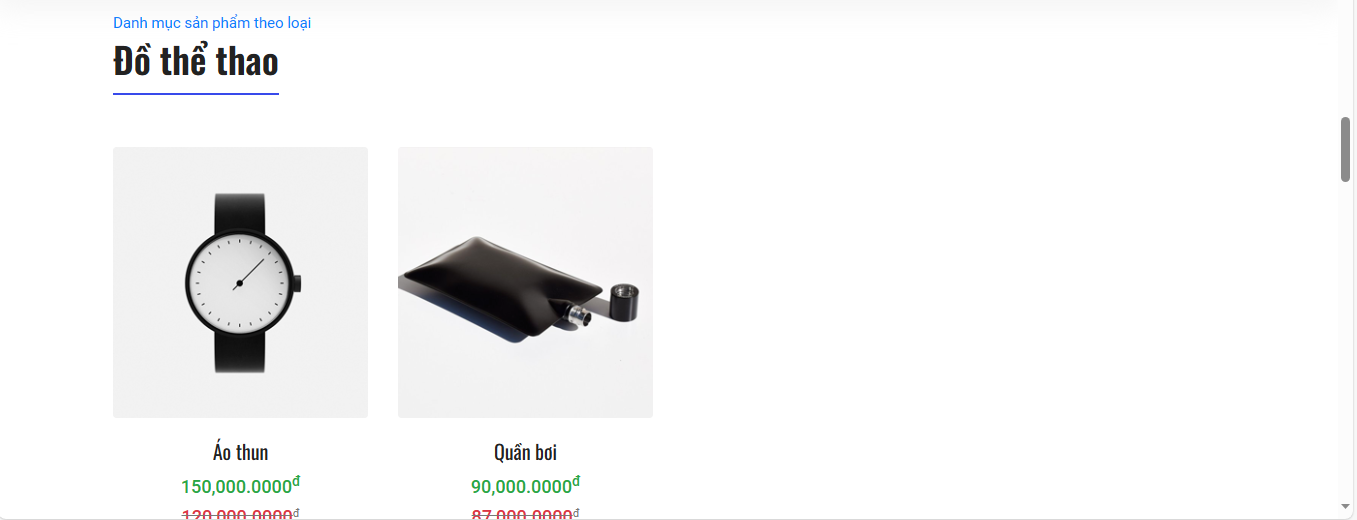 Danh mục sản phẩm theo loại
Đồ thể thao
Áo thun
Quần bơi
150,000.0000đ
90,000.0000đ
120,000.0000đ
87,000.0000đ